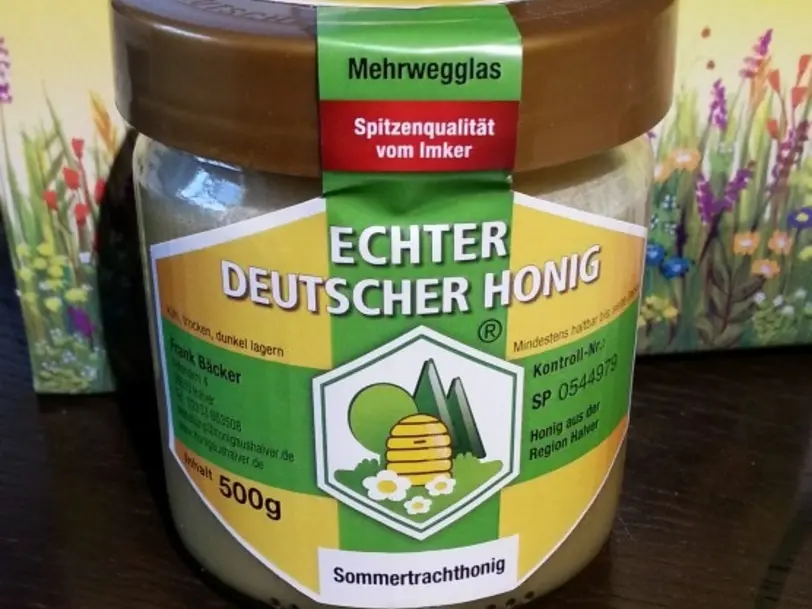 Mehrwegglas
Spitzenqualität
vom Imker
ECHTER
DEUTSCHER HONIG
®
kühl, trocken, dunkel lagern
Mindestens haltbar bis
Frank Bäcker
Kontroll-Nr.:
SP 0544979
Honig aus der
Region Halver
Inhalt 500g
Sommertrachthonig